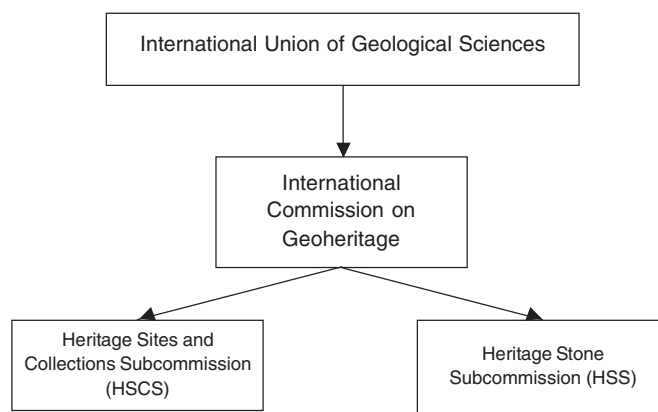 International Union of Geological Sciences
International
Commission on
Geoheritage
Heritage Sites and
Collections Subcommission
(HSCS)
Heritage Stone
Subcommission (HSS)